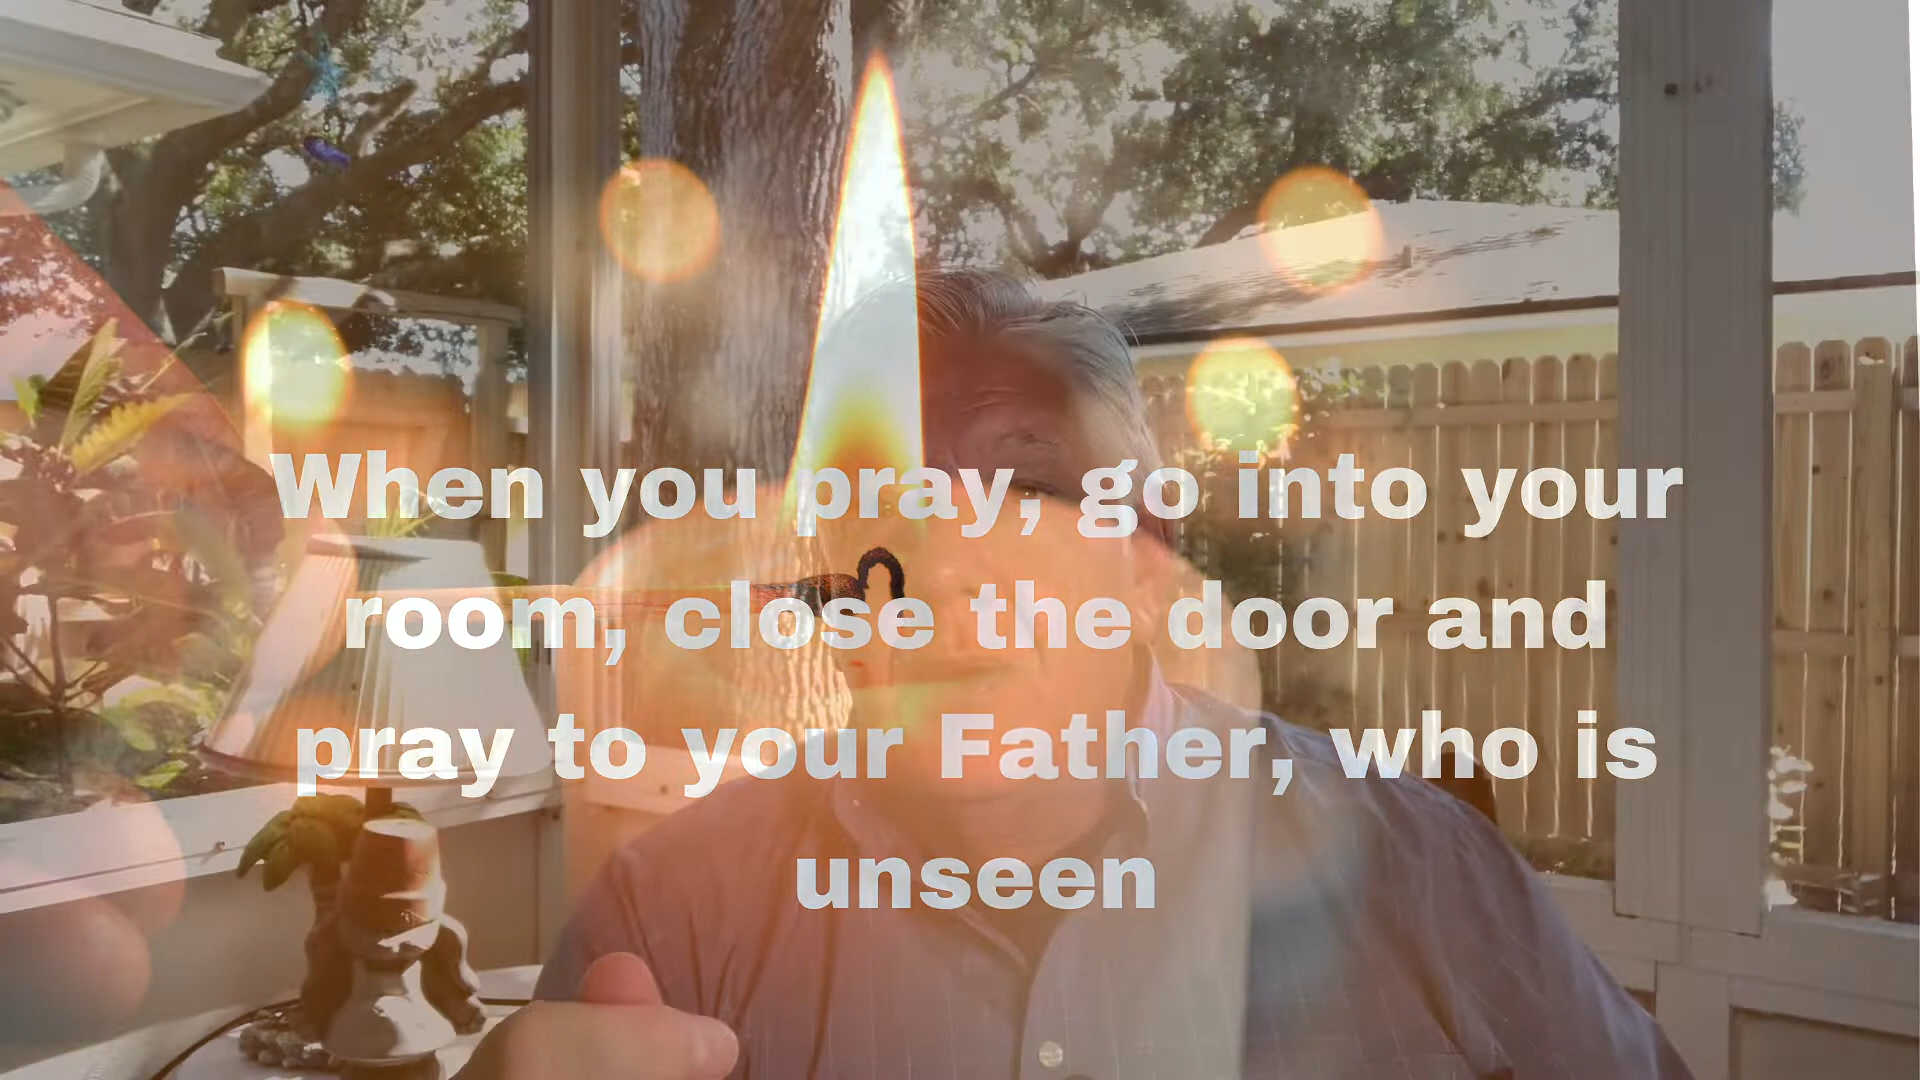 When you pray, go into your
room, close the door and
pray to your Father, who is
unseen